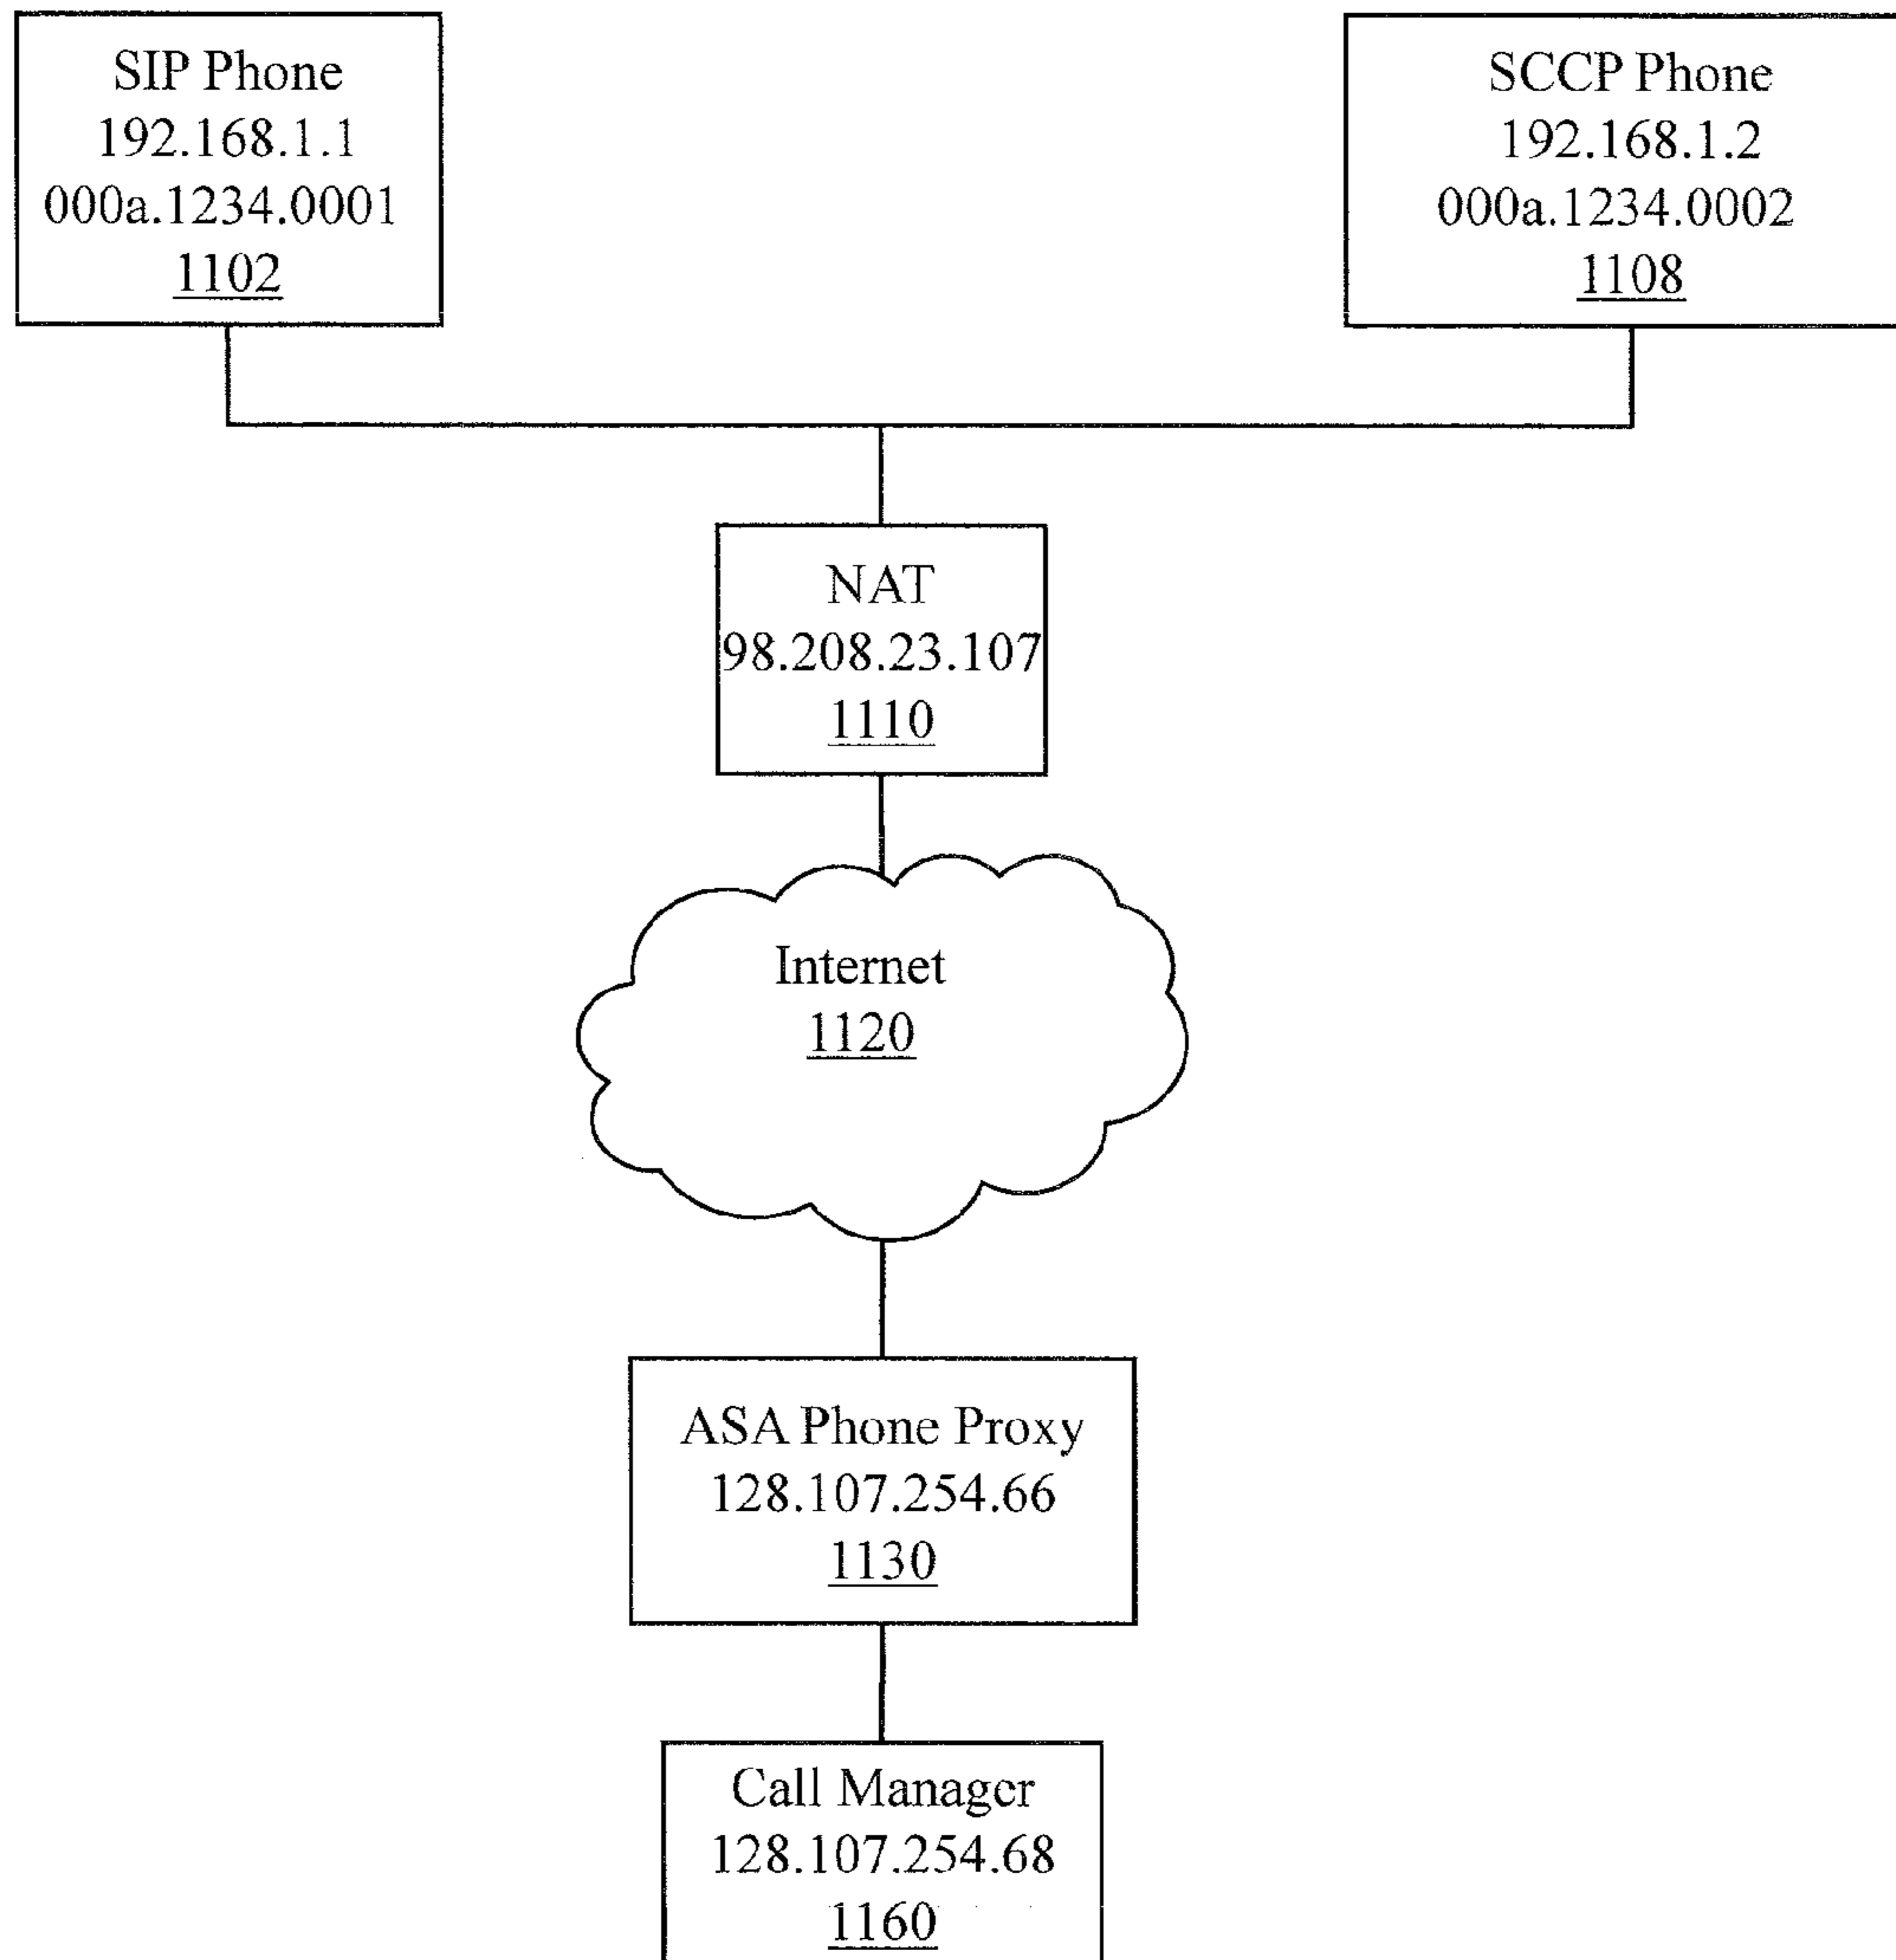 SIP Phone
192.168.1.1
000a.1234.0001
1102
SCCP Phone
192.168.1.2
000a.1234.0002
1108
NAT
98.208.23.107
1110
Internet
1120
ASA Phone Proxy
128.107.254.66
1130
Call Manager
128.107.254.68
1160